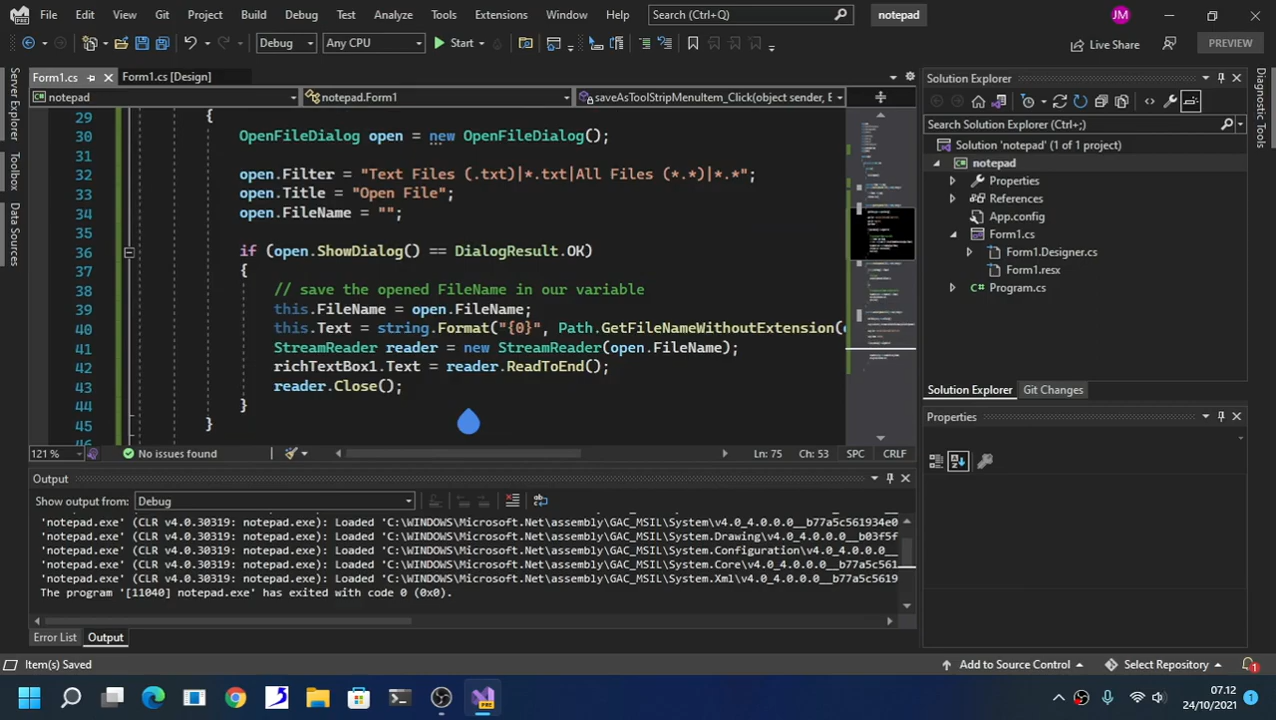 File Edit View Git Project Build Debug Test Analyze Tools Extensions Window Help Search (Ctrl+Q) notepad JM
Debug Any CPU Start Live Share PREVIEW
Form1.cs Form1.cs [Design]
notepad notepad.Form1 saveAsToolStripMenuItem_Click(object sender, E
29 {
30 OpenFileDialog open = new OpenFileDialog();
31
32 open.Filter = "Text File (.txt)|*.txt|All Files (*.*)|*.*";
33 open.Title = "Open File";
34 open.FileName = "";
35
36 if (open.ShowDialog() == DialogResult.OK)
37 {
38 // save the opened FileName in our variable
39 this.FileName = open.FileName;
40 this.Text = string.Format("{0}", Path.GetFileNameWithoutExtension(
41 StreamReader reader = new StreamReader(open.FileName);
42 richTextBox1.Text = reader.ReadToEnd();
43 reader.Close();
44 }
45 }
46
121 % No issues found Ln: 75 Ch: 53 SPC CRLF
Output
Show output from: Debug
'notepad.exe' (CLR v4.0.30319: notepad.exe): Loaded 'C:\WINDOWS\Microsoft.Net\assembly\GAC_MSIL\System\v4.0_4.0.0.0__b77a5c561934e0
'notepad.exe' (CLR v4.0.30319: notepad.exe): Loaded 'C:\WINDOWS\Microsoft.Net\assembly\GAC_MSIL\System.Drawing\v4.0_4.0.0.0__b03f5f
'notepad.exe' (CLR v4.0.30319: notepad.exe): Loaded 'C:\WINDOWS\Microsoft.Net\assembly\GAC_MSIL\System.Configuration\v4.0_4.0.0.0__
'notepad.exe' (CLR v4.0.30319: notepad.exe): Loaded 'C:\WINDOWS\Microsoft.Net\assembly\GAC_MSIL\System.Core\v4.0_4.0.0.0__b77a5c561
'notepad.exe' (CLR v4.0.30319: notepad.exe): Loaded 'C:\WINDOWS\Microsoft.Net\assembly\GAC_MSIL\System.Xml\v4.0_4.0.0.0__b77a5c5619
The program '[11040] notepad.exe' has exited with code 0 (0x0).
Error List Output
Server Explorer
Toolbox
Data
Solution Explorer
Search Solution Explorer (Ctrl+;)
Solution 'notepad' (1 of 1 project)
notepad
Properties
References
App.config
Form1.cs
Form1.Designer.cs
Form1.resx
Program.cs
Solution Explorer Git Changes
Properties
Diagnostic Tools
Item(s) Saved Add to Source Control Select Repository 1
PRE 07.12
24/10/2021 1